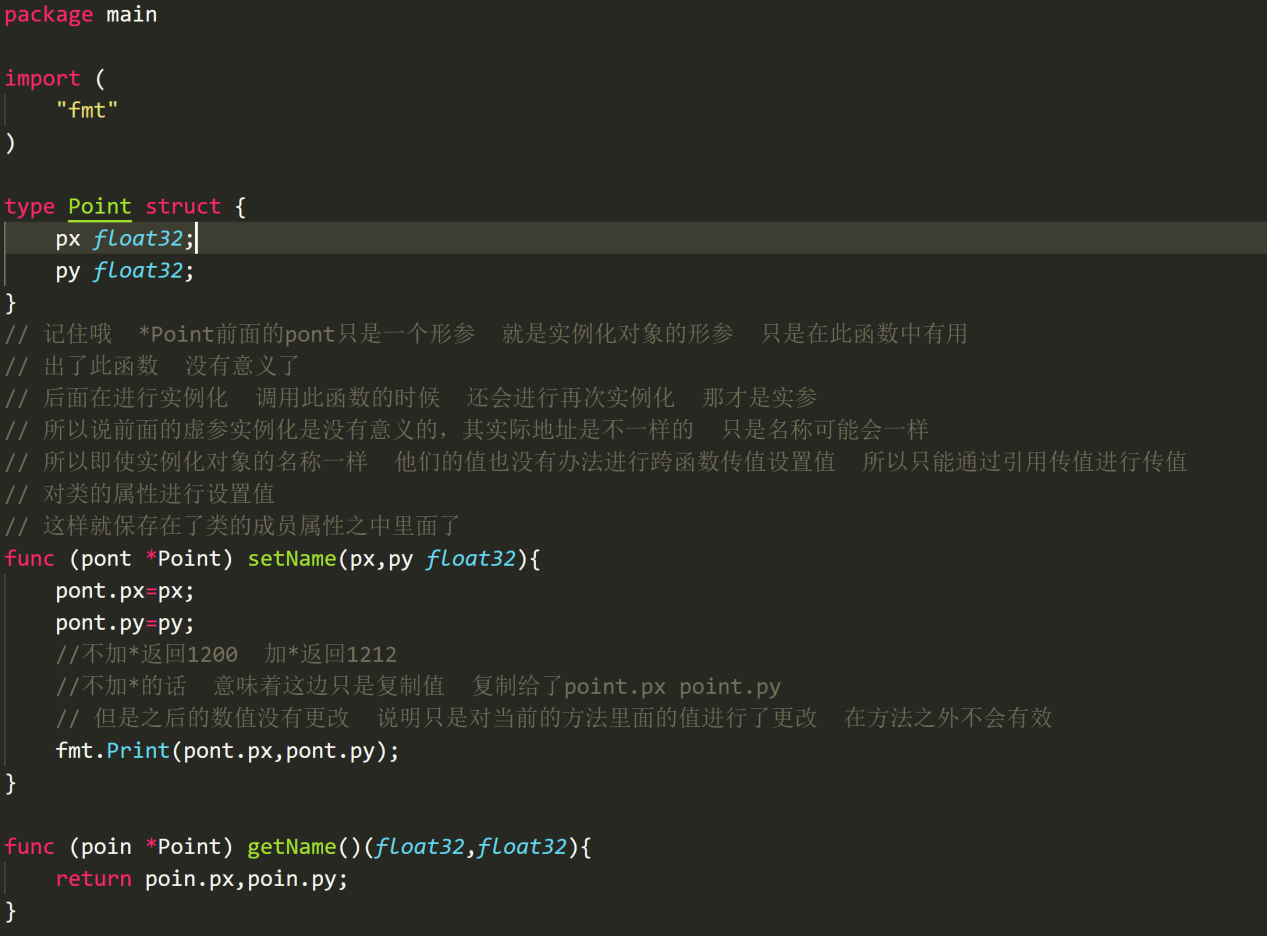 package main
import (
"fmt"
)
type Point struct {
px float32;
py float32;
}
// 记住哦  *Point前面的pont只是一个形参  就是实例化对象的形参  只是在此函数中有用
// 出了此函数  没有意义了
// 后面在进行实例化  调用此函数的时候  还会进行再次实例化  那才是实参
// 所以说前面的虚参实例化是没有意义的，其实际地址是不一样的  只是名称可能会一样
// 所以即使实例化对象的名称一样  他们的值也没有办法进行跨函数传值设置值  所以只能通过引用传值进行传值
// 对类的属性进行设置值
// 这样就保存在了类的成员属性之中里面了
func (pont *Point) setName(px,py float32){
pont.px=px;
pont.py=py;
//不加*返回1200  加*返回1212
//不加*的话  意味着这边只是复制值  复制给了point.px point.py
// 但是之后的数值没有更改  说明只是对当前的方法里面的值进行了更改  在方法之外不会有效
fmt.Print(pont.px,pont.py);
}
func (poin *Point) getName()(float32,float32){
return poin.px,poin.py;
}